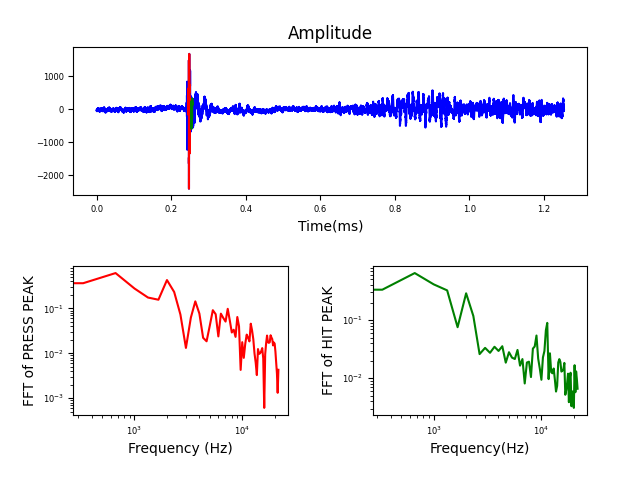 Amplitude
1000
0
−1000
−2000
0.0 0.2 0.4 0.6 0.8 1.0 1.2
Time(ms)
FFT of PRESS PEAK
10⁻¹
10⁻²
10⁻³
10³ 10⁴
Frequency (Hz)
FFT of HIT PEAK
10⁻¹
10⁻²
10³ 10⁴
Frequency(Hz)